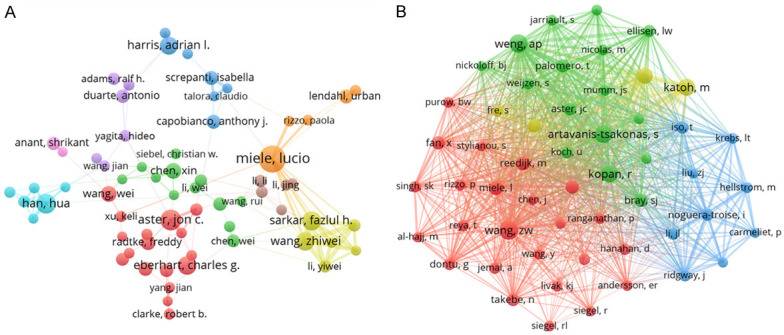 A
harris, adrian l.
adams, ralph h.
screpanti, isabella
duarte, antonio
talora, claudio
lendahl, urban
capobianco, anthony j.
rizzo, paola
yagita, hideo
anant, shrikant
siebel, christian w.
miele, lucio
wang, jian
chen, xin
li, wei
li, li
li, jing
han, hua
wang, wei
wang, rui
xu, keli
aster, jon c.
sarkar, fazlul h.
radtke, freddy
chen, wei
wang, zhiwei
eberhart, charles g.
li, yiwei
yang, jian
clarke, robert b.
B
jarriault, s
weng, ap
ellisen, lw
nicolas, m
nickoloff, bj
palomero, t
weijzen, s
mumm, js
katoh, m
purow, bw
fre, s
aster, jc
iso, t
artavanis-tsakonas, s
krebs, lt
fan, x
stylianou, s
koch, u
reedijk, m
liu, zj
kopan, r
singh, sk
rizzo, p
miele, l
hellstrom, m
chen, j
bray, sj
noguera-troise, i
reya, t
ranganathan, p
al-hajj, m
wang, zw
li, jl
carmeliet, p
hanahan, d
wang, y
dontu, g
jemal, a
ridgway, j
livak, kj
andersson, er
takebe, n
siegel, r
siegel, rl